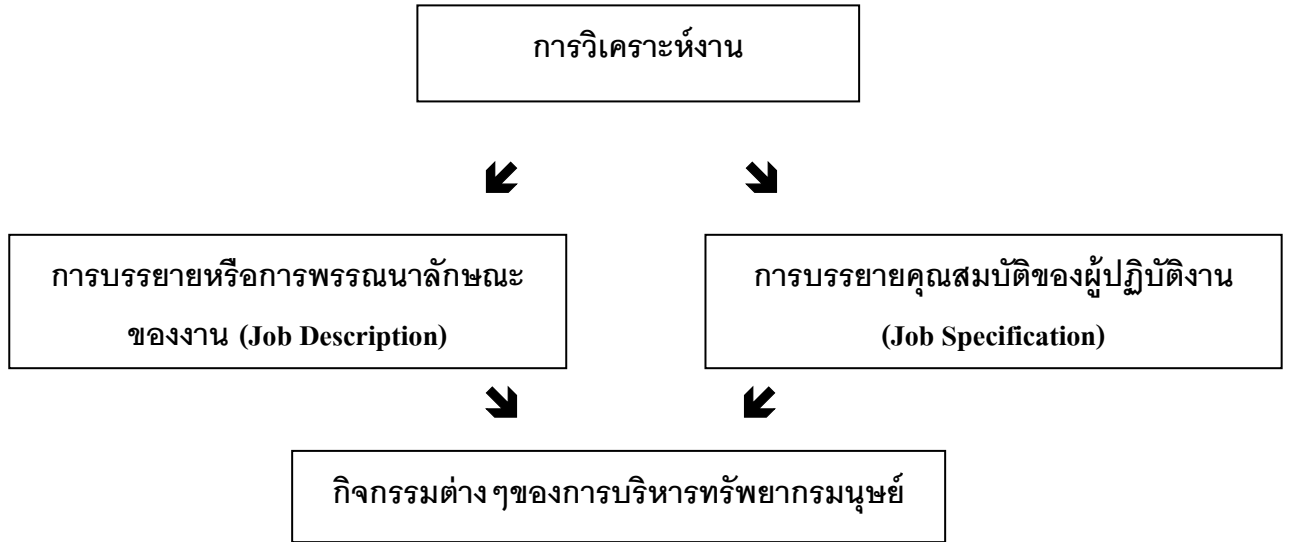 การวิเคราะห์งาน
การบรรยายหรือการพรรณนาลักษณะ
ของงาน (Job Description)
การบรรยายคุณสมบัติของผู้ปฏิบัติงาน
(Job Specification)
กิจกรรมต่าง ๆของการบริหารทรัพยากรมนุษย์